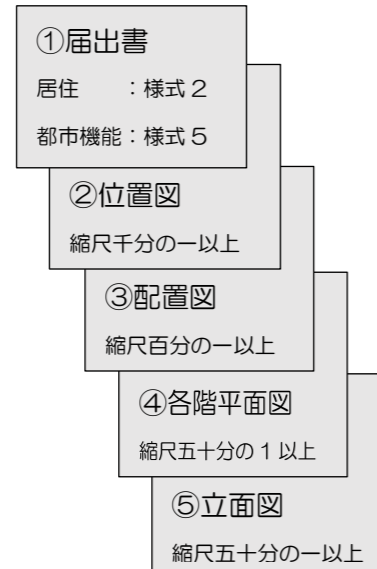 ①届出書
居住　　：様式２
都市機能：様式５
②位置図
縮尺千分の一以上
③配置図
縮尺百分の一以上
④各階平面図
縮尺五十分の１以上
⑤立面図
縮尺五十分の一以上